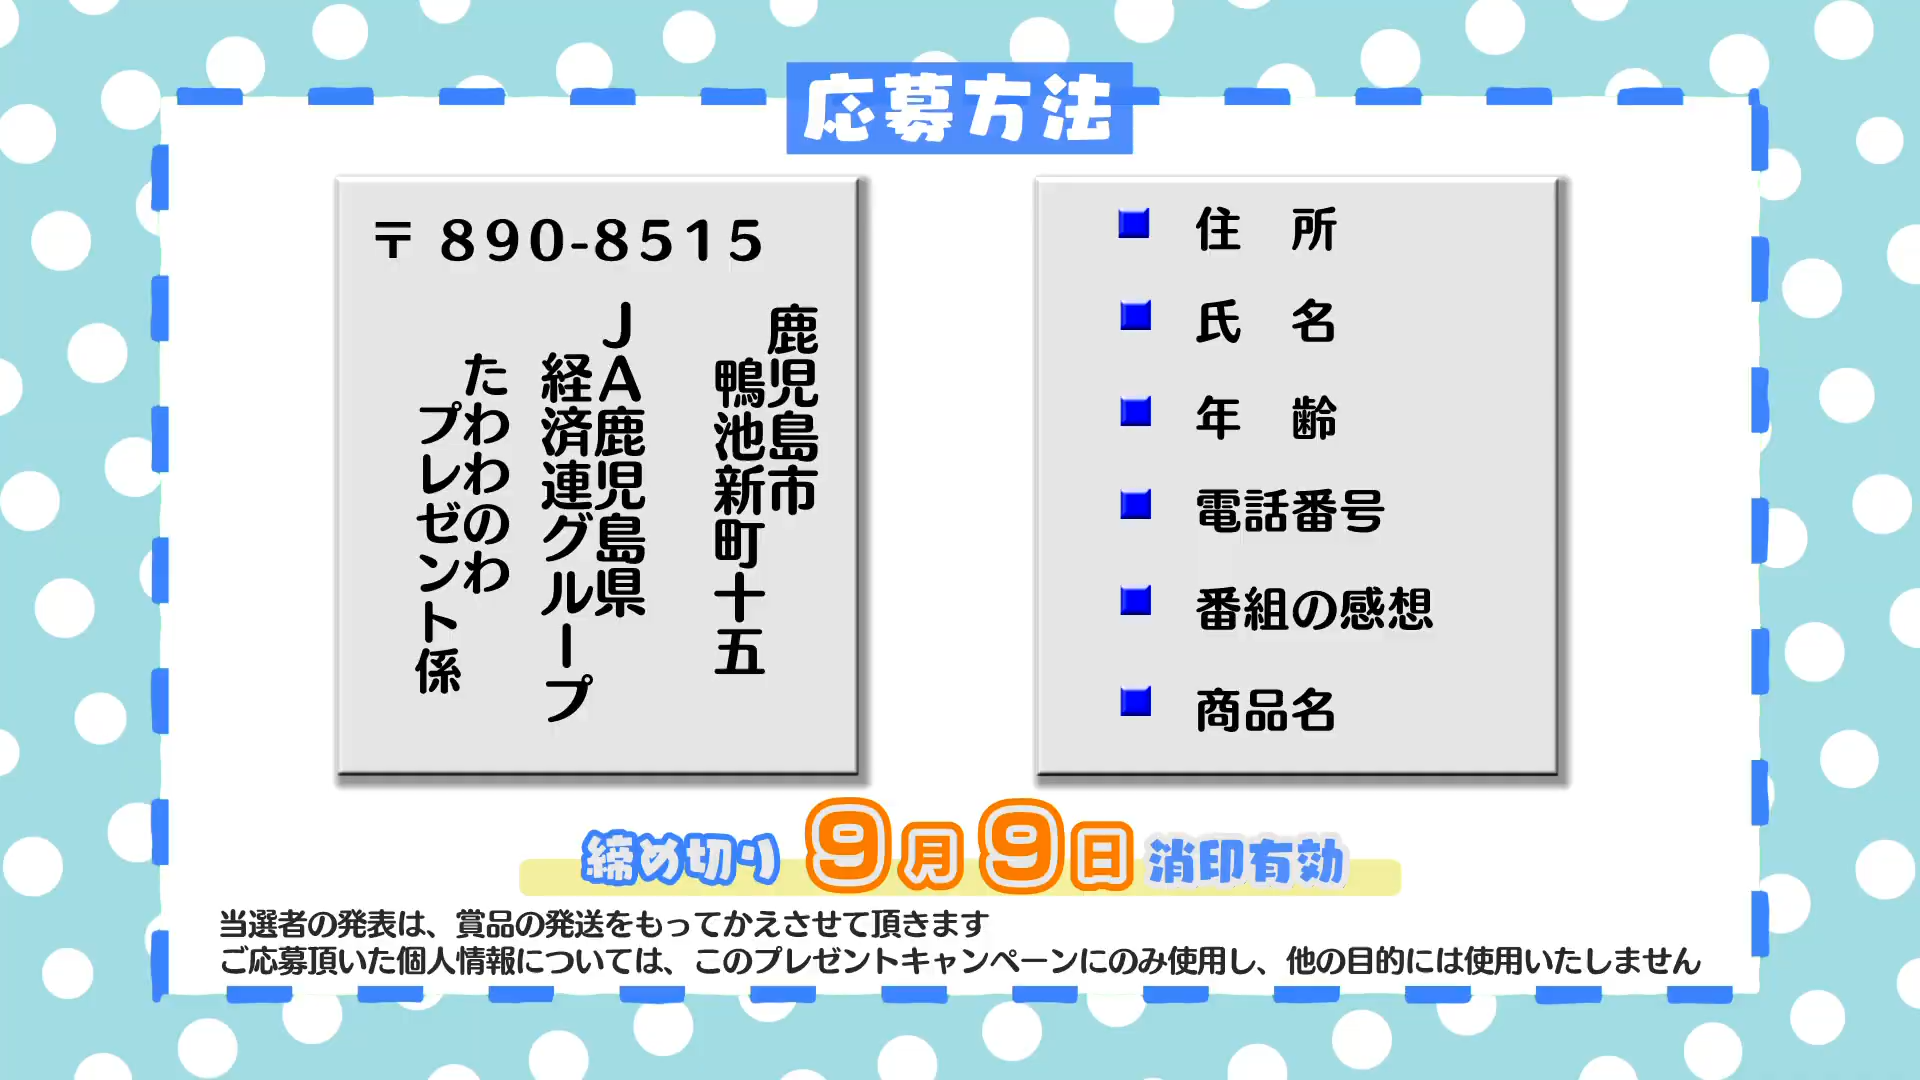 応募方法
〒890-8515
鹿児島市
鴨池新町十五
JA鹿児島県
経済連グループ
たわわのわ
プレゼント係
住　所
氏　名
年　齢
電話番号
番組の感想
商品名
締め切り 9月9日 消印有効
当選者の発表は、賞品の発送をもってかえさせて頂きます
ご応募頂いた個人情報については、このプレゼントキャンペーンにのみ使用し、他の目的には使用いたしません